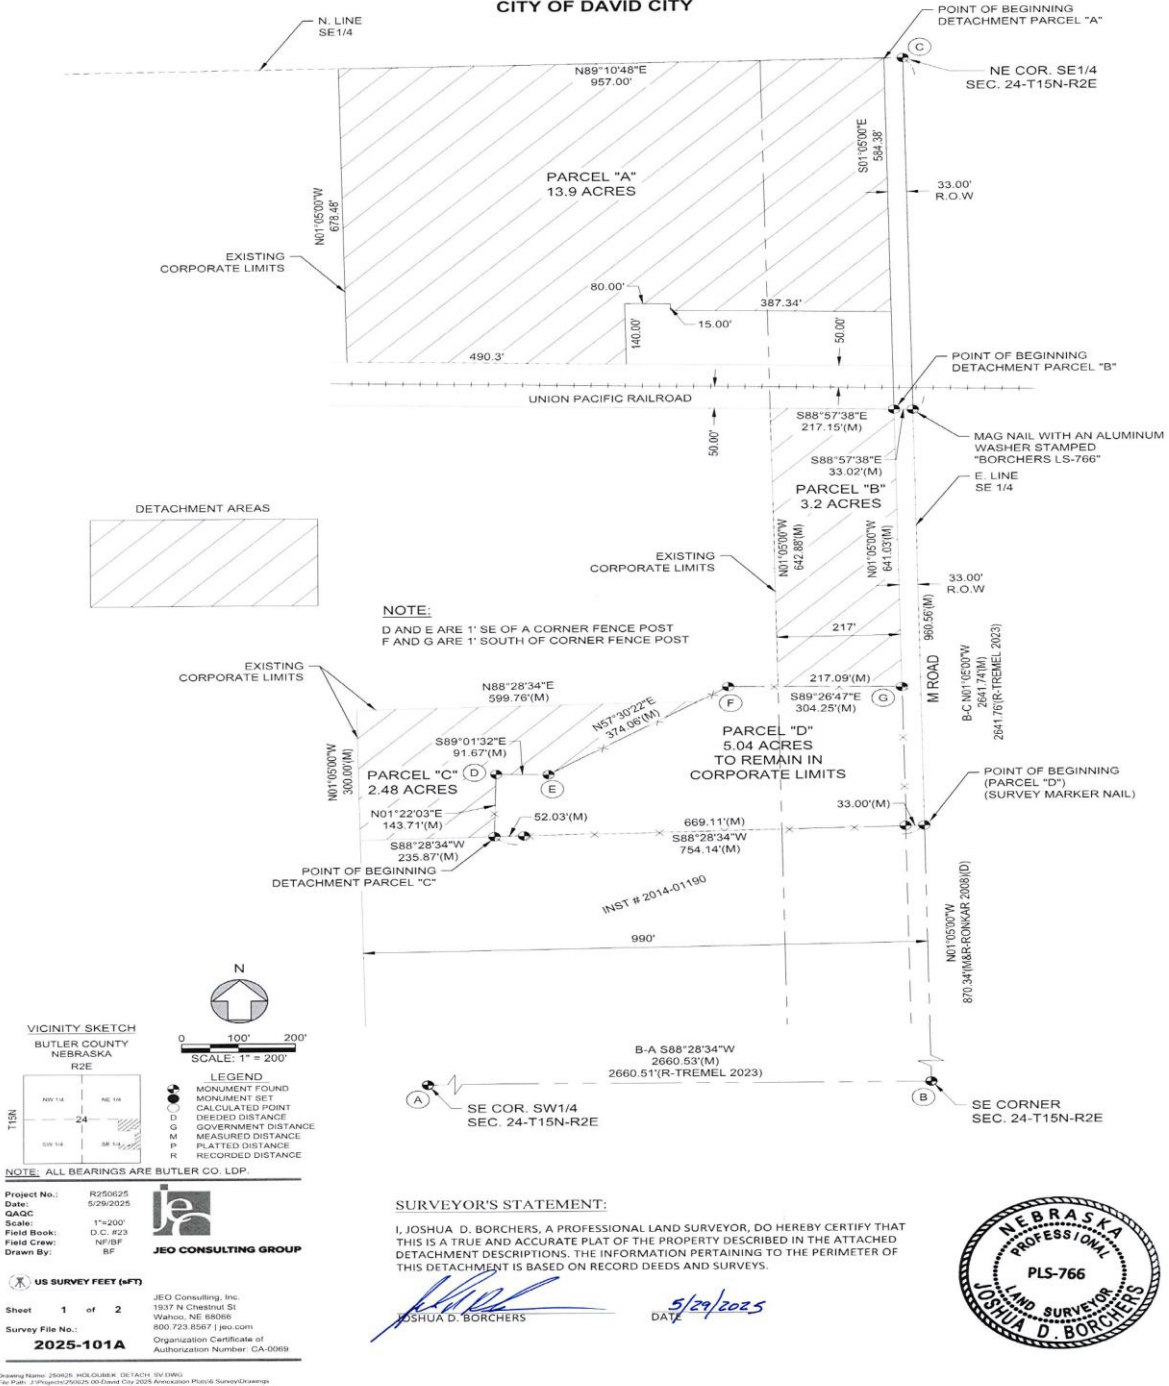 CITY OF DAVID CITY
N. LINE
SE1/4
POINT OF BEGINNING
DETACHMENT PARCEL "A"
C
NE COR. SE1/4
SEC. 24-T15N-R2E
N89°10'48"E
957.00'
S01°05'00"E
584.38'
PARCEL "A"
13.9 ACRES
33.00'
R.O.W
N01°05'00"W
678.48'
EXISTING
CORPORATE LIMITS
80.00'
387.34'
15.00'
140.00'
50.00'
490.3'
POINT OF BEGINNING
DETACHMENT PARCEL "B"
UNION PACIFIC RAILROAD
S88°57'38"E
217.15'(M)
50.00'
MAG NAIL WITH AN ALUMINUM
WASHER STAMPED
"BORCHERS LS-766"
S88°57'38"E
33.02'(M)
E. LINE
SE 1/4
PARCEL "B"
3.2 ACRES
DETACHMENT AREAS
N01°05'00"W
642.88'(M)
N01°05'00"W
641.03'(M)
EXISTING
CORPORATE LIMITS
33.00'
R.O.W
NOTE:
D AND E ARE 1' SE OF A CORNER FENCE POST
F AND G ARE 1' SOUTH OF CORNER FENCE POST
217'
960.56'(M)
M ROAD
B-C N01°05'00"W
2641.74'(M)
2641.76'(R-TREMEL 2023)
EXISTING
CORPORATE LIMITS
N88°28'34"E
599.76'(M)
217.09'(M)
S89°26'47"E
304.25'(M)
F
G
N57°30'22"E
374.06'(M)
S89°01'32"E
91.67'(M)
PARCEL "D"
5.04 ACRES
TO REMAIN IN
CORPORATE LIMITS
N01°05'00"W
300.00'(M)
PARCEL "C"
2.48 ACRES
D
E
POINT OF BEGINNING
(PARCEL "D")
(SURVEY MARKER NAIL)
33.00'(M)
N01°22'03"E
143.71'(M)
52.03'(M)
669.11'(M)
S88°28'34"W
754.14'(M)
S88°28'34"W
235.87'(M)
POINT OF BEGINNING
DETACHMENT PARCEL "C"
INST # 2014-01190
N01°05'00"W
870.34'(M&R-RONKAR 2008)(D)
990'
N
0 100' 200'
SCALE: 1" = 200'
VICINITY SKETCH
BUTLER COUNTY
NEBRASKA
R2E
T15N
NW 1/4
NE 1/4
24
SW 1/4
SE 1/4
LEGEND
MONUMENT FOUND
MONUMENT SET
CALCULATED POINT
D DEEDED DISTANCE
G GOVERNMENT DISTANCE
M MEASURED DISTANCE
P PLATTED DISTANCE
R RECORDED DISTANCE
B-A S88°28'34"W
2660.53'(M)
2660.51'(R-TREMEL 2023)
A
SE COR. SW1/4
SEC. 24-T15N-R2E
B
SE CORNER
SEC. 24-T15N-R2E
NOTE: ALL BEARINGS ARE BUTLER CO. LDP.
Project No.: R250625
Date: 5/29/2025
QAQC
Scale: 1"=200'
Field Book: D.C. #23
Field Crew: NF/BF
Drawn By: BF
jeo
JEO CONSULTING GROUP
US SURVEY FEET (sFT)
Sheet 1 of 2
Survey File No.:
2025-101A
JEO Consulting, Inc.
1937 N Chestnut St
Wahoo, NE 68066
800.723.8567 | jeo.com
Organization Certificate of
Authorization Number: CA-0069
SURVEYOR'S STATEMENT:
I, JOSHUA D. BORCHERS, A PROFESSIONAL LAND SURVEYOR, DO HEREBY CERTIFY THAT
THIS IS A TRUE AND ACCURATE PLAT OF THE PROPERTY DESCRIBED IN THE ATTACHED
DETACHMENT DESCRIPTIONS. THE INFORMATION PERTAINING TO THE PERIMETER OF
THIS DETACHMENT IS BASED ON RECORD DEEDS AND SURVEYS.
JOSHUA D. BORCHERS
DATE 5/29/2025
NEBRASKA
PROFESSIONAL
PLS-766
LAND SURVEYOR
JOSHUA D. BORCHERS